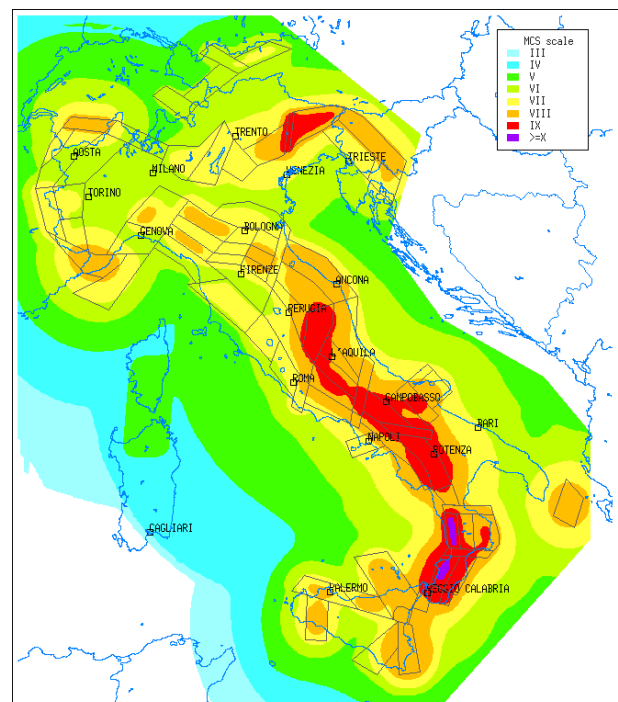 MCS scale
III
IV
V
VI
VII
VIII
IX
>=X
TRENTO
AOSTA
MILANO
TRIESTE
VENEZIA
TORINO
GENOVA
BOLOGNA
FIRENZE
ANCONA
PERUGIA
L'AQUILA
ROMA
CAMPOBASSO
BARI
NAPOLI
POTENZA
CAGLIARI
PALERMO
REGGIO CALABRIA